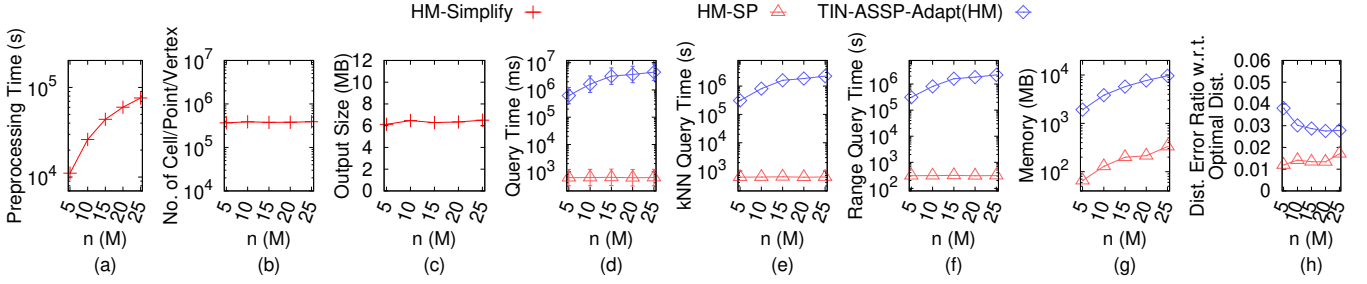 HM-Simplify HM-SP TIN-ASSP-Adapt(HM)
Preprocessing Time (s)
10^5
10^4
5 10 15 20 25
n (M)
(a)
No. of Cell/Point/Vertex
10^7
10^6
10^5
10^4
5 10 15 20 25
n (M)
(b)
Output Size (MB)
12
10
8
6
4
2
0
5 10 15 20 25
n (M)
(c)
Query Time (ms)
10^7
10^6
10^5
10^4
10^3
5 10 15 20 25
n (M)
(d)
kNN Query Time (s)
10^6
10^5
10^4
10^3
5 10 15 20 25
n (M)
(e)
Range Query Time (s)
10^6
10^5
10^4
10^3
10^2
5 10 15 20 25
n (M)
(f)
Memory (MB)
10^4
10^3
10^2
5 10 15 20 25
n (M)
(g)
Dist. Error Ratio w.r.t.
Optimal Dist.
0.06
0.05
0.04
0.03
0.02
0.01
0
5 10 15 20 25
n (M)
(h)